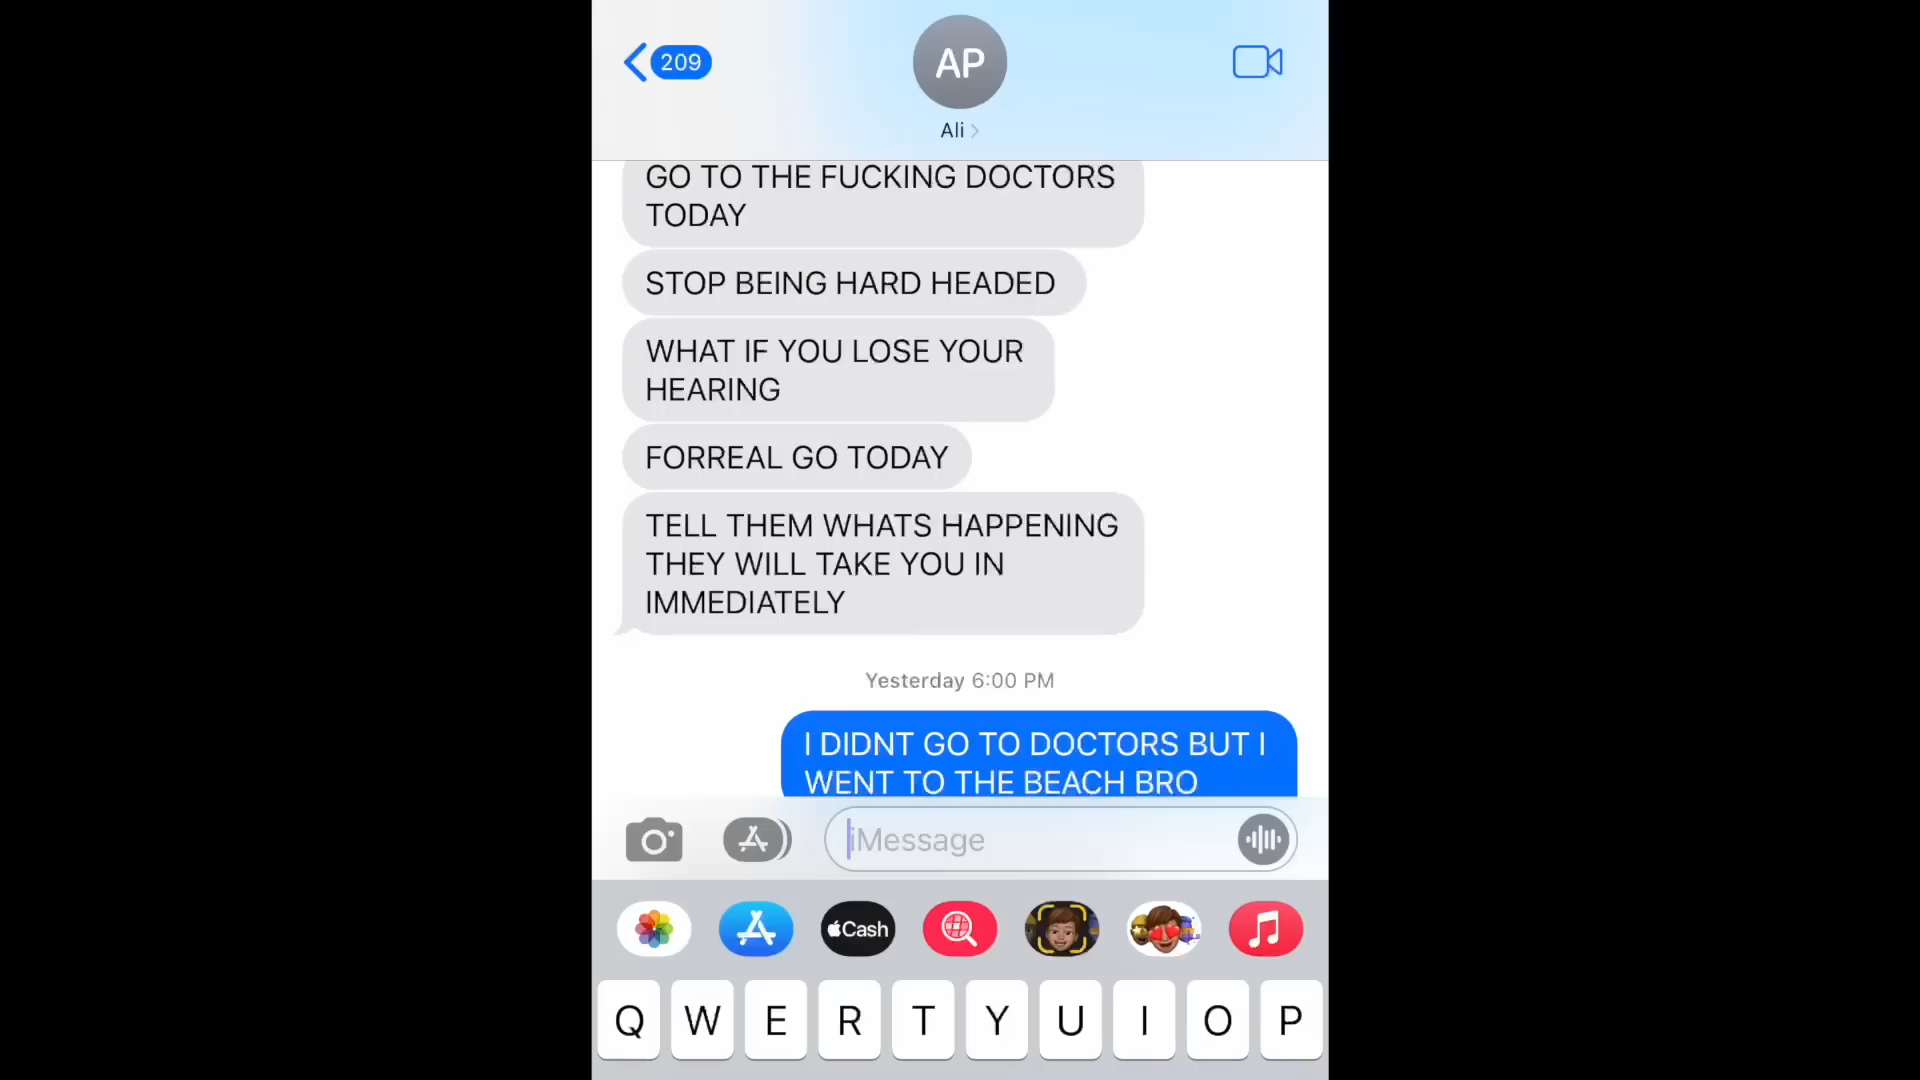 209
AP
Ali
GO TO THE FUCKING DOCTORS
TODAY
STOP BEING HARD HEADED
WHAT IF YOU LOSE YOUR
HEARING
FORREAL GO TODAY
TELL THEM WHATS HAPPENING
THEY WILL TAKE YOU IN
IMMEDIATELY
Yesterday 6:00 PM
I DIDNT GO TO DOCTORS BUT I
WENT TO THE BEACH BRO
iMessage
Cash
Q W E R T Y U I O P